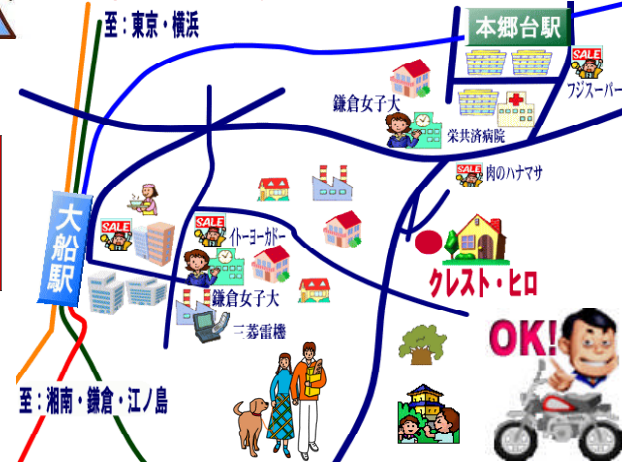 至：東京・横浜
本郷台駅
SALE
フジスーパー
鎌倉女子大
栄共済病院
SALE
肉のハナマサ
大船駅
SALE
SALE
イトーヨーカドー
クレスト・ヒロ
鎌倉女子大
三菱電機
OK!
至：湘南・鎌倉・江ノ島